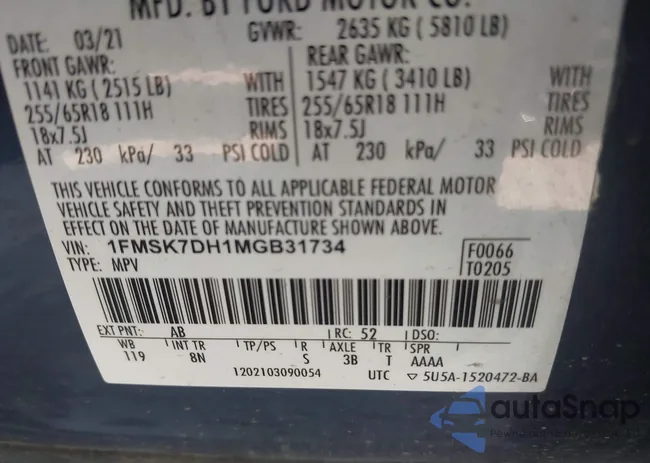 MFD. BY FORD MOTOR CO.
DATE: 03/21 GVWR: 2635 KG ( 5810 LB)
FRONT GAWR: REAR GAWR:
1141 KG ( 2515 LB) WITH 1547 KG ( 3410 LB) WITH
255/65R18 111H TIRES 255/65R18 111H TIRES
18x7.5J RIMS 18x7.5J RIMS
AT 230 kPa/ 33 PSI COLD AT 230 kPa/ 33 PSI COLD
THIS VEHICLE CONFORMS TO ALL APPLICABLE FEDERAL MOTOR
VEHICLE SAFETY AND THEFT PREVENTION STANDARDS IN
EFFECT ON THE DATE OF MANUFACTURE SHOWN ABOVE.
VIN: 1FMSK7DH1MGB31734 F0066
TYPE: MPV T0205
EXT PNT: AB RC: 52 DSO:
WB INT TR TP/PS R AXLE TR SPR
119 8N S 3B T AAAA
1202103090054 UTC ▽ 5U5A-1520472-BA
autoSnap